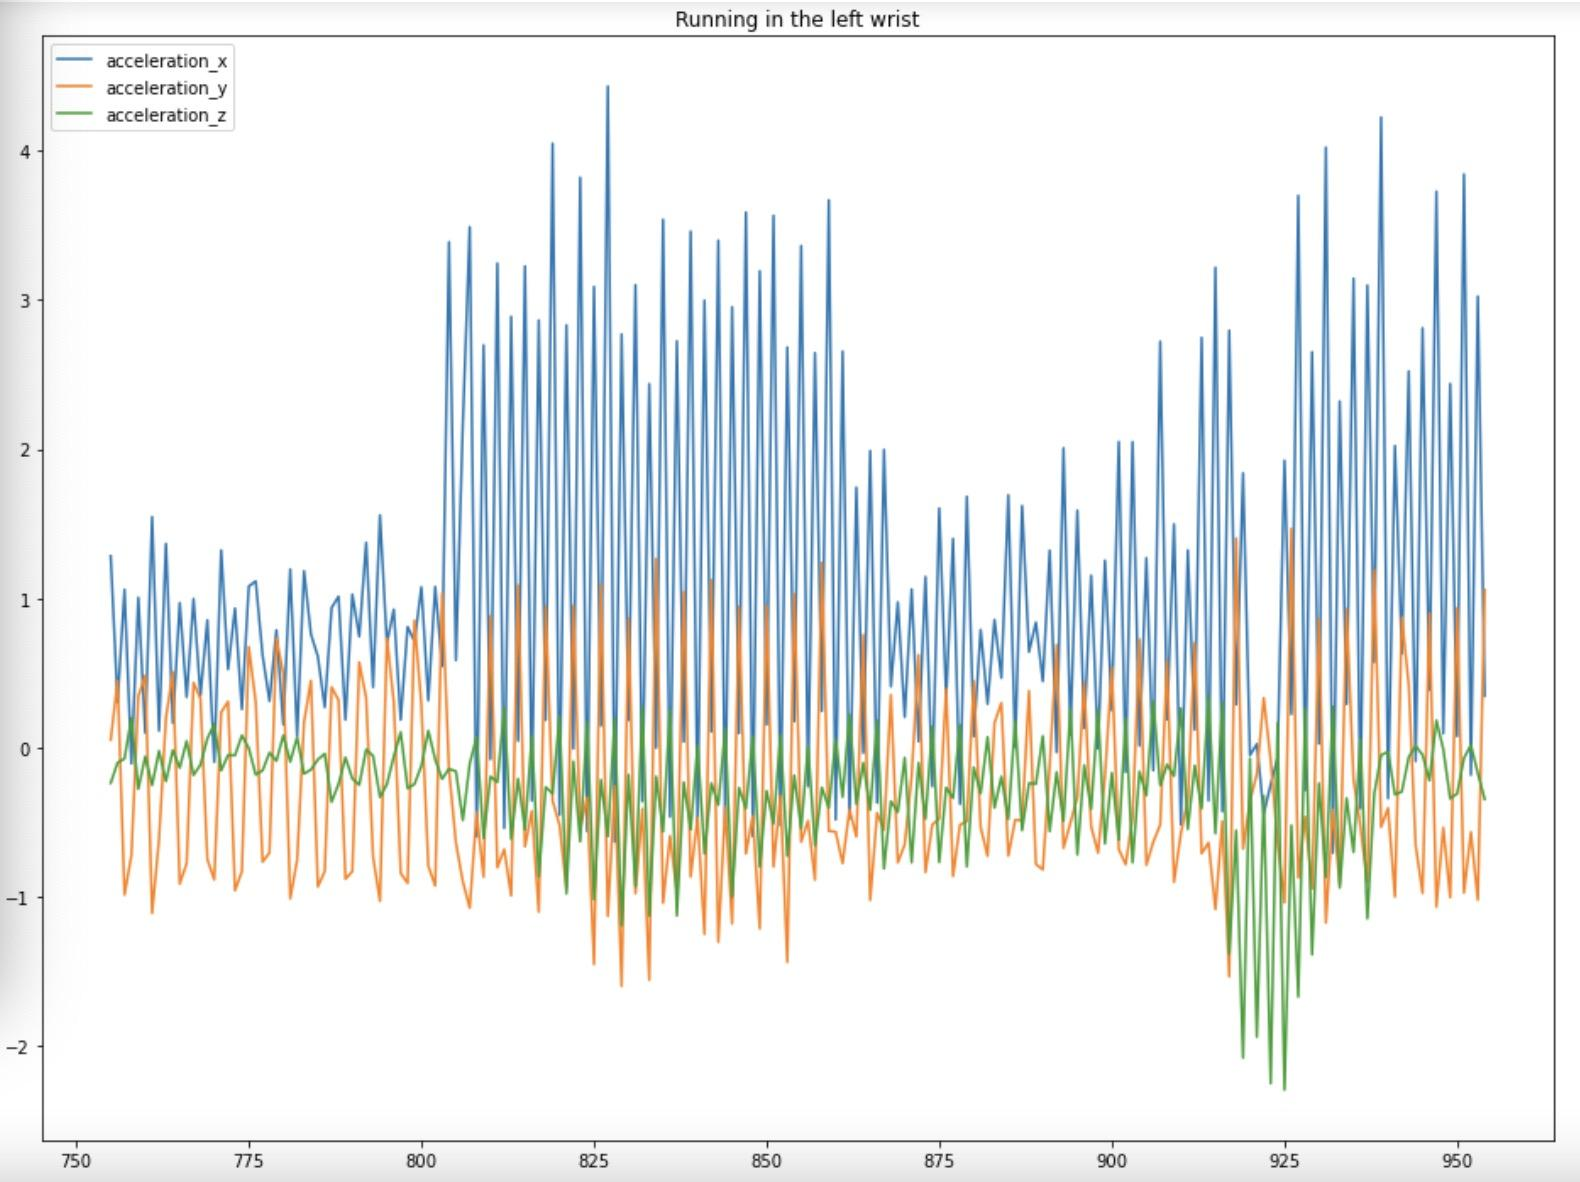 Running in the left wrist
acceleration_x
acceleration_y
acceleration_z
4
3
2
1
0
−1
−2
750 775 800 825 850 875 900 925 950